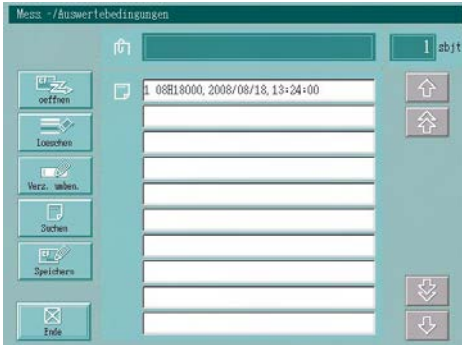 Mess -/Auswertebedingungen
1 sbjt
oeffnen
1 08H18000, 2008/08/18, 13:24:00
Loeschen
Verz. umben.
Suchen
Speichern
Ende